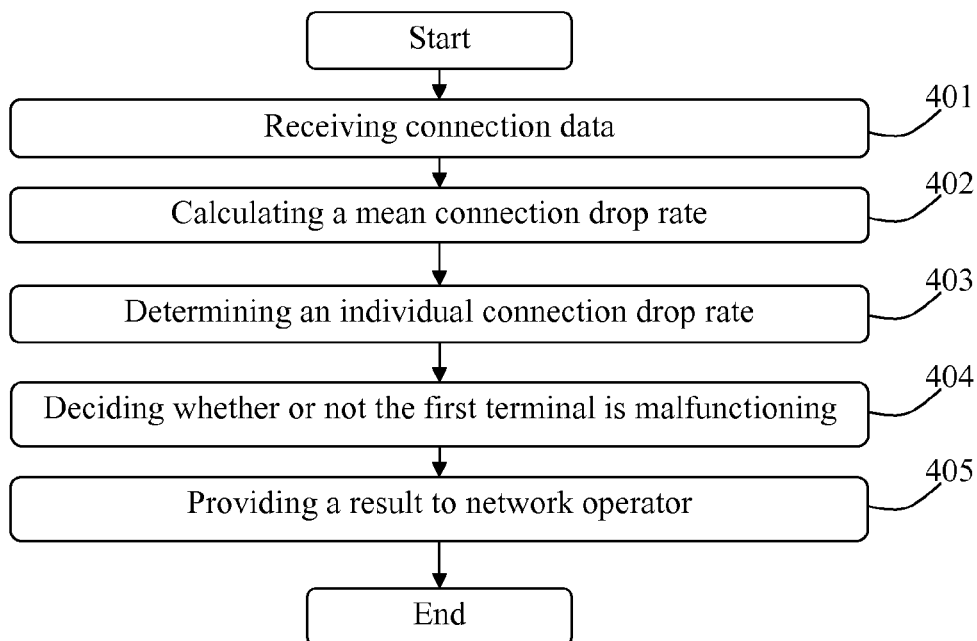 Start
401
Receiving connection data
402
Calculating a mean connection drop rate
403
Determining an individual connection drop rate
404
Deciding whether or not the first terminal is malfunctioning
405
Providing a result to network operator
End